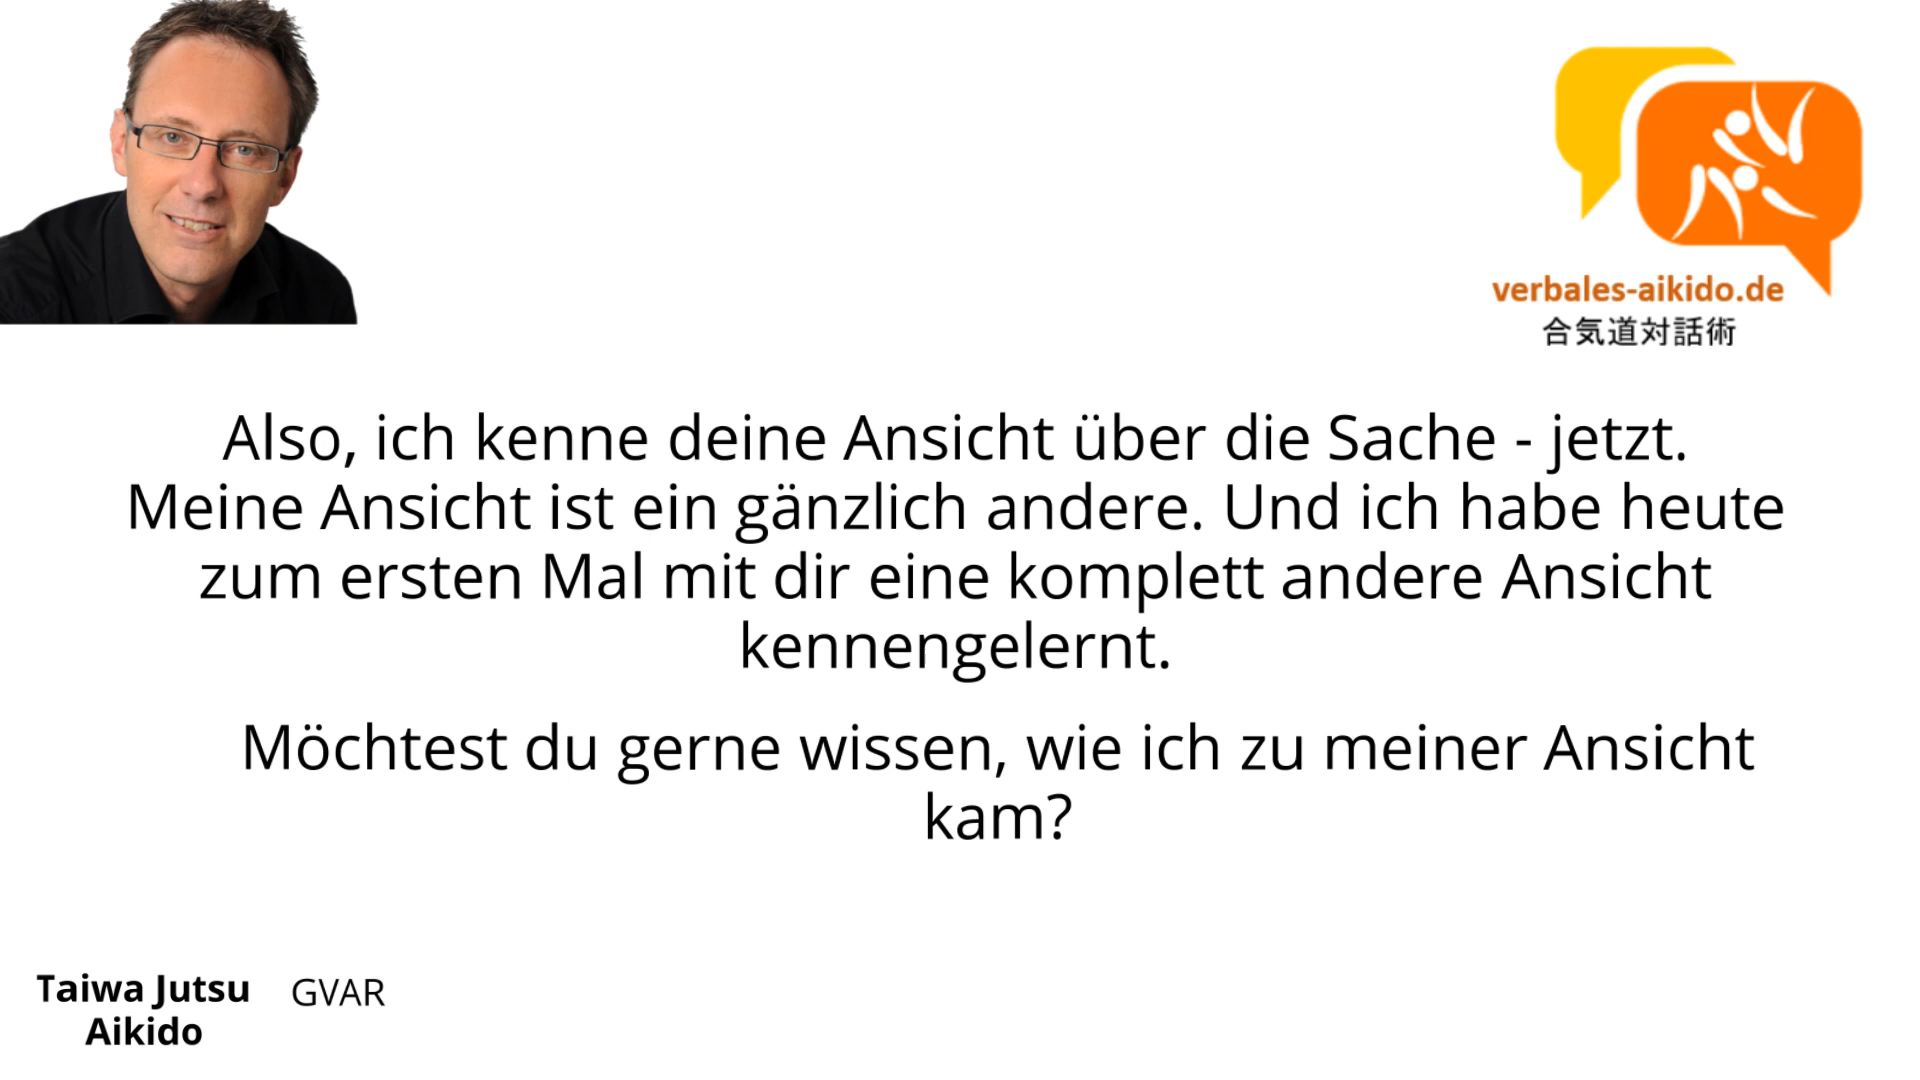 verbales-aikido.de
合気道対話術
Also, ich kenne deine Ansicht über die Sache - jetzt.
Meine Ansicht ist ein gänzlich andere. Und ich habe heute
zum ersten Mal mit dir eine komplett andere Ansicht
kennengelernt.
Möchtest du gerne wissen, wie ich zu meiner Ansicht
kam?
Taiwa Jutsu
Aikido
GVAR